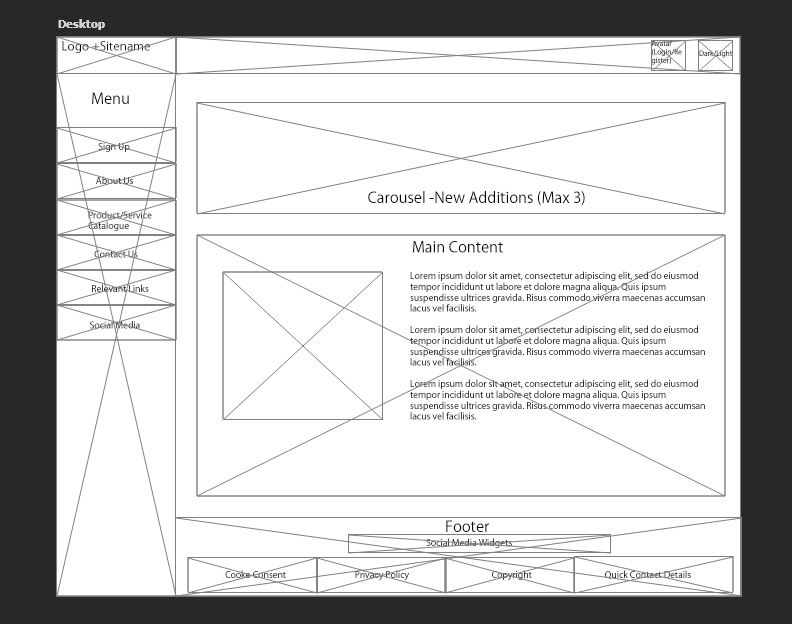 Desktop
Logo +Sitename
Avatar
(Login/Re
gister)
Dark/Light
Menu
Sign Up
About Us
Product/Service
Catalogue
Contact Us
Relevant Links
Social Media
Carousel -New Additions (Max 3)
Main Content
Lorem ipsum dolor sit amet, consectetur adipiscing elit, sed do eiusmod
tempor incididunt ut labore et dolore magna aliqua. Quis ipsum
suspendisse ultrices gravida. Risus commodo viverra maecenas accumsan
lacus vel facilisis.
Lorem ipsum dolor sit amet, consectetur adipiscing elit, sed do eiusmod
tempor incididunt ut labore et dolore magna aliqua. Quis ipsum
suspendisse ultrices gravida. Risus commodo viverra maecenas accumsan
lacus vel facilisis.
Lorem ipsum dolor sit amet, consectetur adipiscing elit, sed do eiusmod
tempor incididunt ut labore et dolore magna aliqua. Quis ipsum
suspendisse ultrices gravida. Risus commodo viverra maecenas accumsan
lacus vel facilisis.
Footer
Social Media Widgets
Cooke Consent
Privacy Policy
Copyright
Quick Contact Details